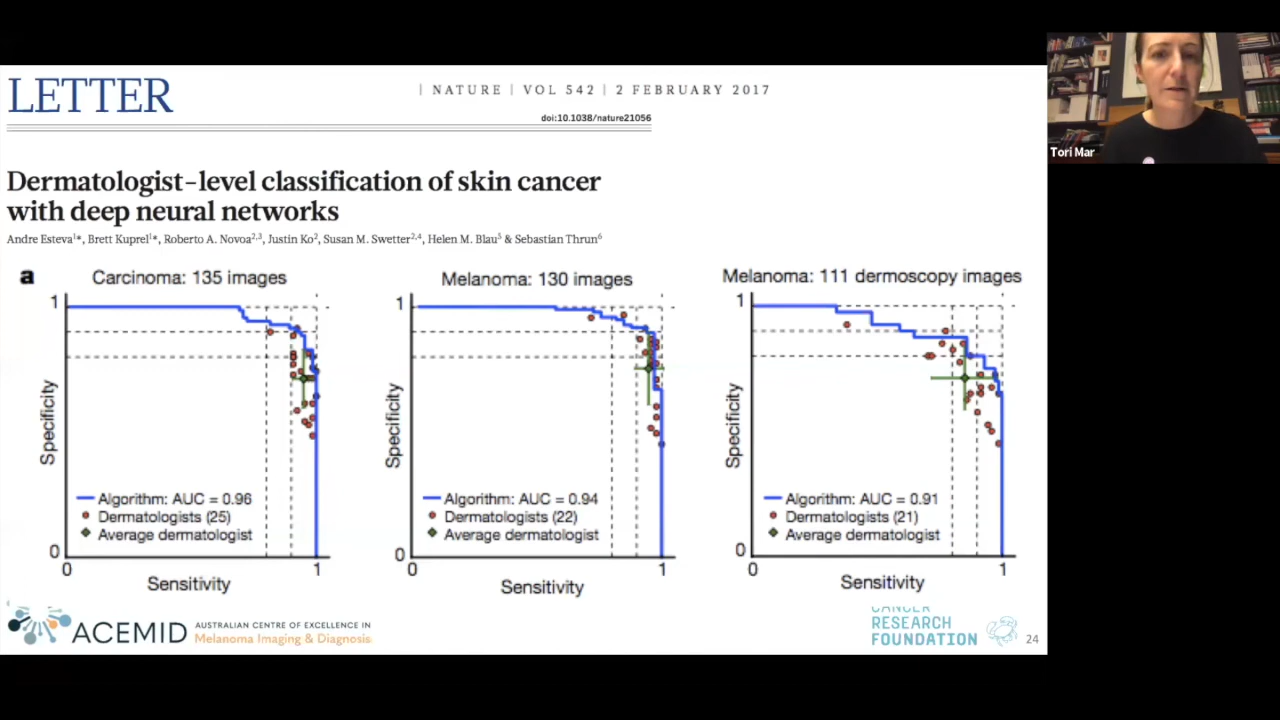 LETTER
| NATURE | VOL 542 | 2 FEBRUARY 2017
doi:10.1038/nature21056
Dermatologist-level classification of skin cancer
with deep neural networks
Andre Esteva1*, Brett Kuprel1*, Roberto A. Novoa2,3, Justin Ko2, Susan M. Swetter2,4, Helen M. Blau5 & Sebastian Thrun6
a
Carcinoma: 135 images
1
Specificity
Algorithm: AUC = 0.96
Dermatologists (25)
Average dermatologist
0
0
1
Sensitivity
Melanoma: 130 images
1
Specificity
Algorithm: AUC = 0.94
Dermatologists (22)
Average dermatologist
0
0
1
Sensitivity
Melanoma: 111 dermoscopy images
1
Specificity
Algorithm: AUC = 0.91
Dermatologists (21)
Average dermatologist
0
0
1
Sensitivity
ACEMID
AUSTRALIAN CENTRE OF EXCELLENCE IN
Melanoma Imaging & Diagnosis
CANCER
RESEARCH
FOUNDATION
24
Tori Mar